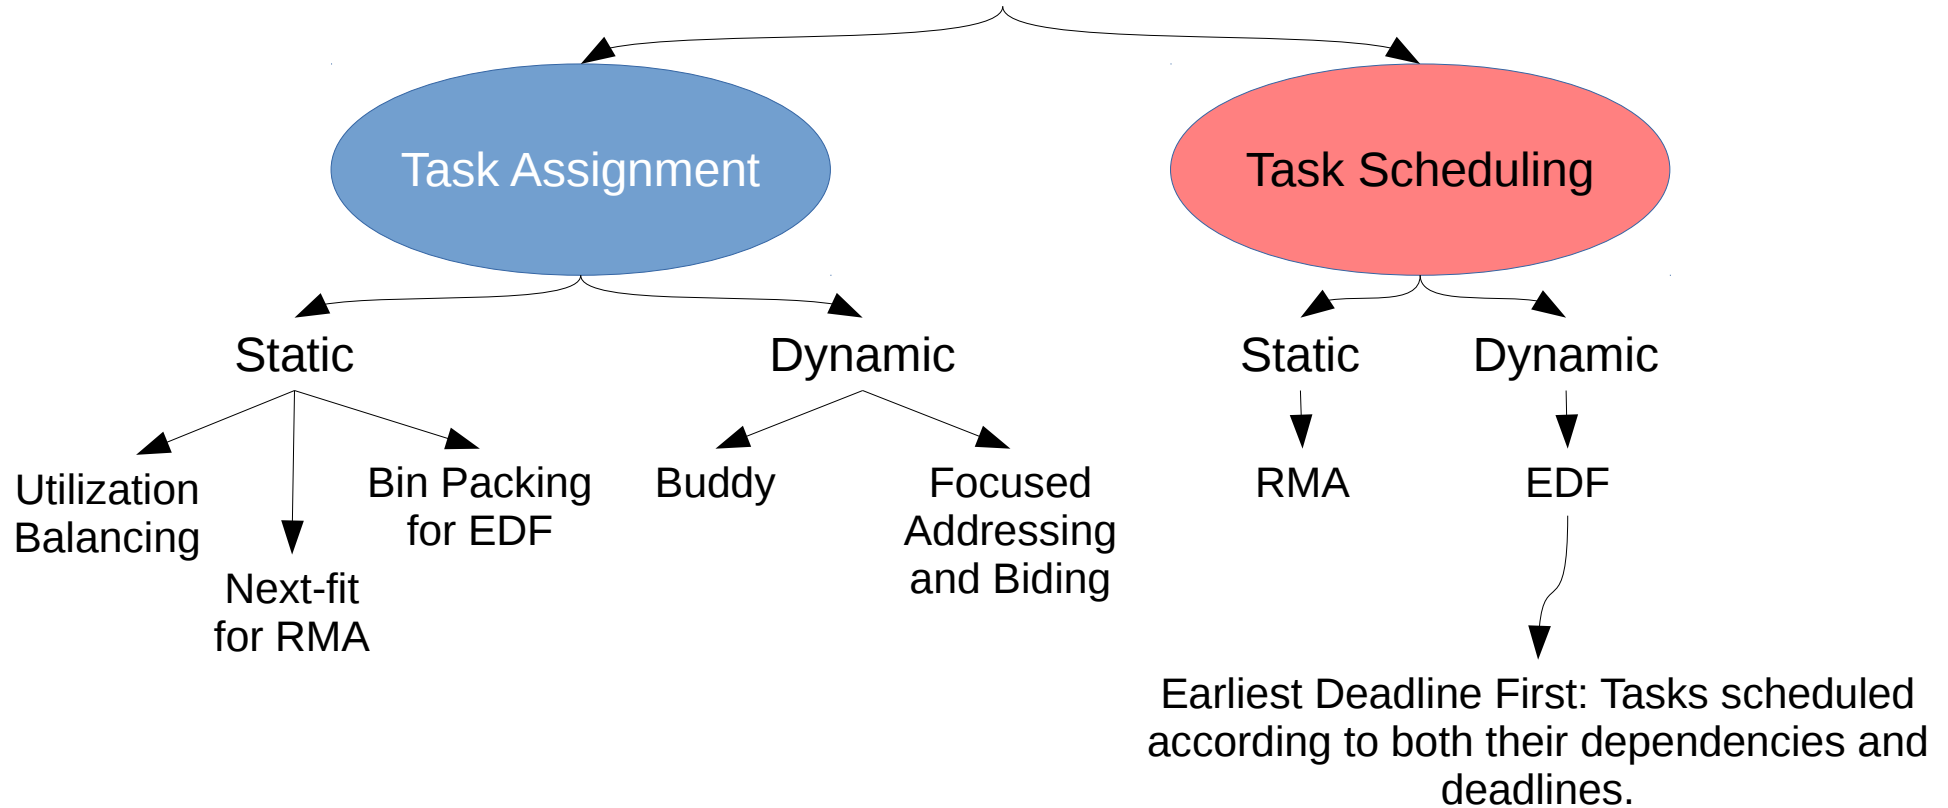 Task Assignment
Task Scheduling
Static
Dynamic
Static
Dynamic
Utilization
Balancing
Next-fit
for RMA
Bin Packing
for EDF
Buddy
Focused
Addressing
and Biding
RMA
EDF
Earliest Deadline First: Tasks scheduled
according to both their dependencies and
deadlines.